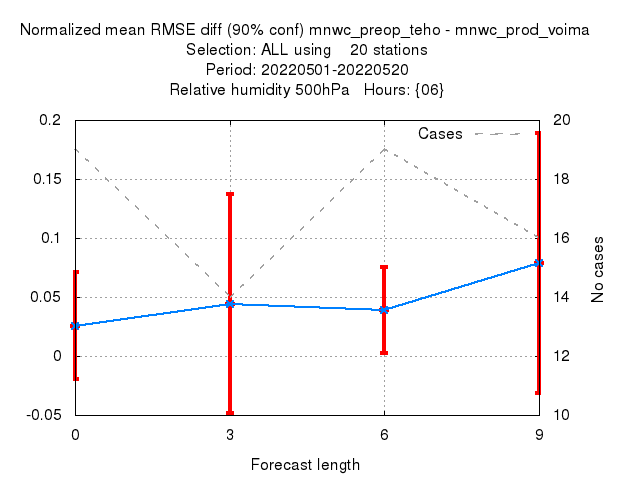 Normalized mean RMSE diff (90% conf) mnwc_preop_teho - mnwc_prod_voima
Selection: ALL using    20 stations
Period: 20220501-20220520
Relative humidity 500hPa   Hours: {06}
0.2
0.15
0.1
0.05
0
-0.05
Cases
20
18
16
14
12
10
No cases
0 3 6 9
Forecast length